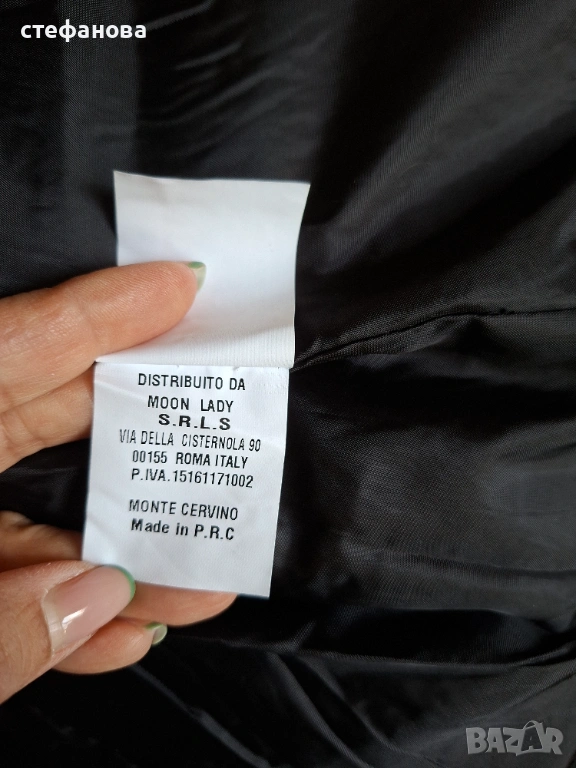 стефанова
DISTRIBUITO DA
MOON LADY
S.R.L.S
VIA DELLA CISTERNOLA 90
00155 ROMA ITALY
P.IVA.15161171002
MONTE CERVINO
Made in P.R.C
BAZAR